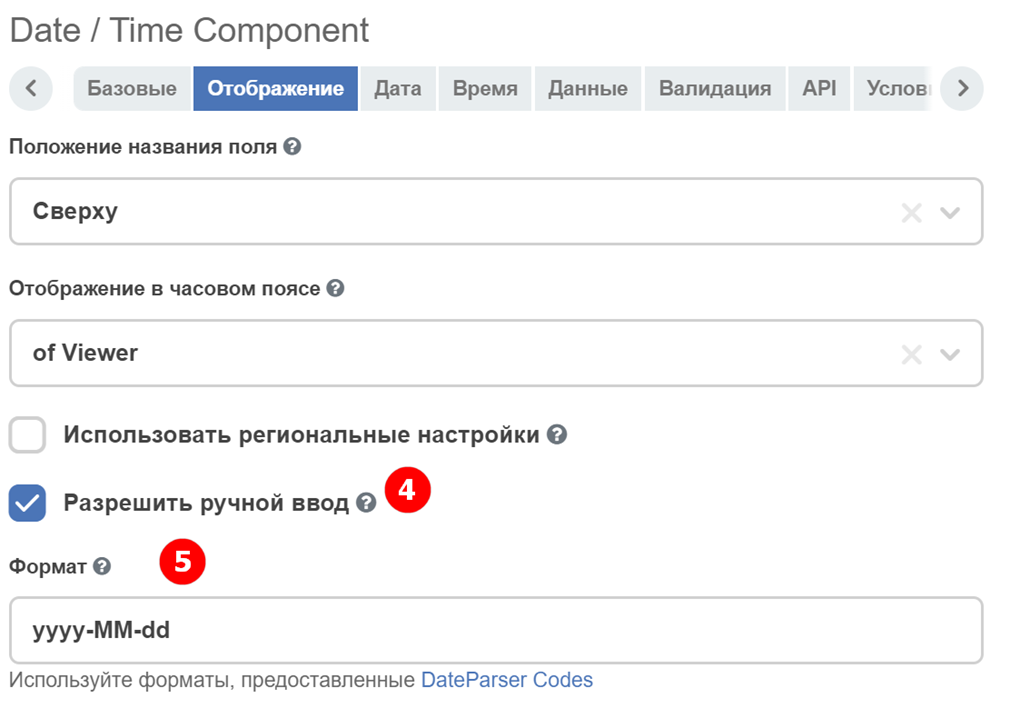 Date / Time Component
Базовые Отображение Дата Время Данные Валидация API Услов
Положение названия поля ?
Сверху
Отображение в часовом поясе ?
of Viewer
Использовать региональные настройки ?
Разрешить ручной ввод ? 4
Формат ? 5
yyyy-MM-dd
Используйте форматы, предоставленные DateParser Codes